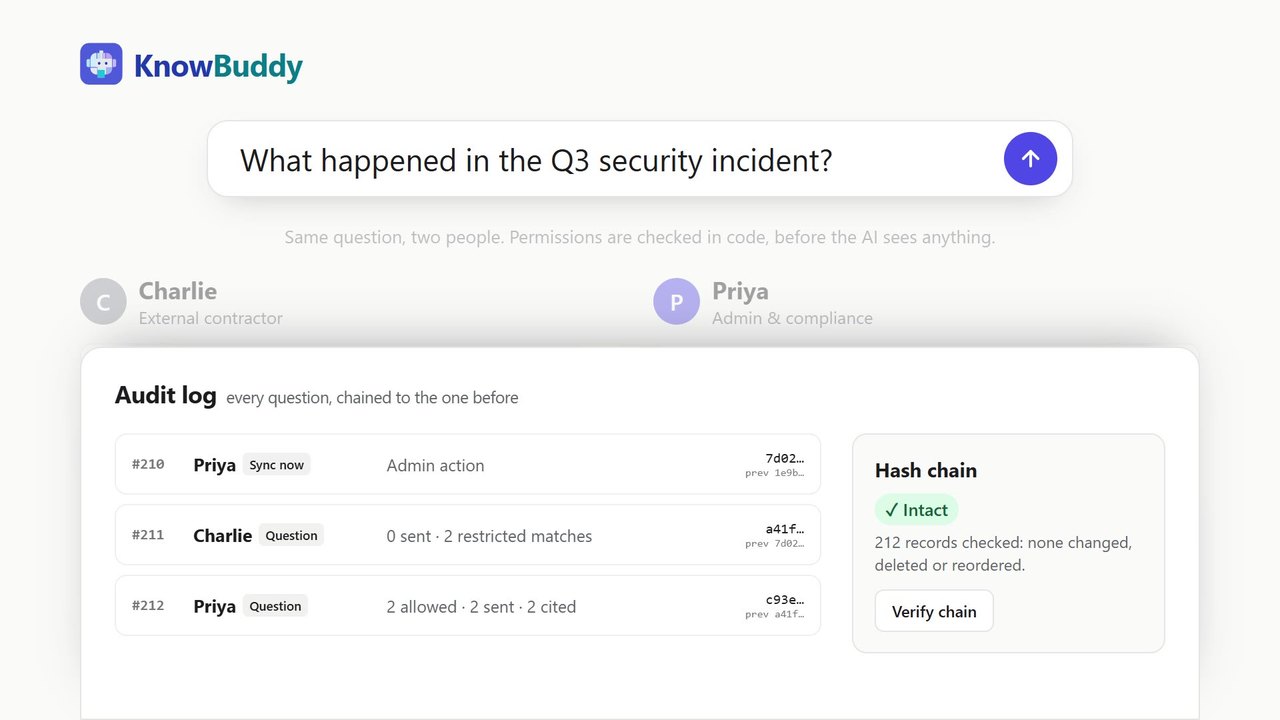 KnowBuddy
What happened in the Q3 security incident?
Same question, two people. Permissions are checked in code, before the AI sees anything.
C Charlie
External contractor
P Priya
Admin & compliance
Audit log every question, chained to the one before
#210 Priya Sync now Admin action 7d02…
prev 1e9b…
#211 Charlie Question 0 sent · 2 restricted matches a41f…
prev 7d02…
#212 Priya Question 2 allowed · 2 sent · 2 cited c93e…
prev a41f…
Hash chain
✓ Intact
212 records checked: none changed,
deleted or reordered.
Verify chain